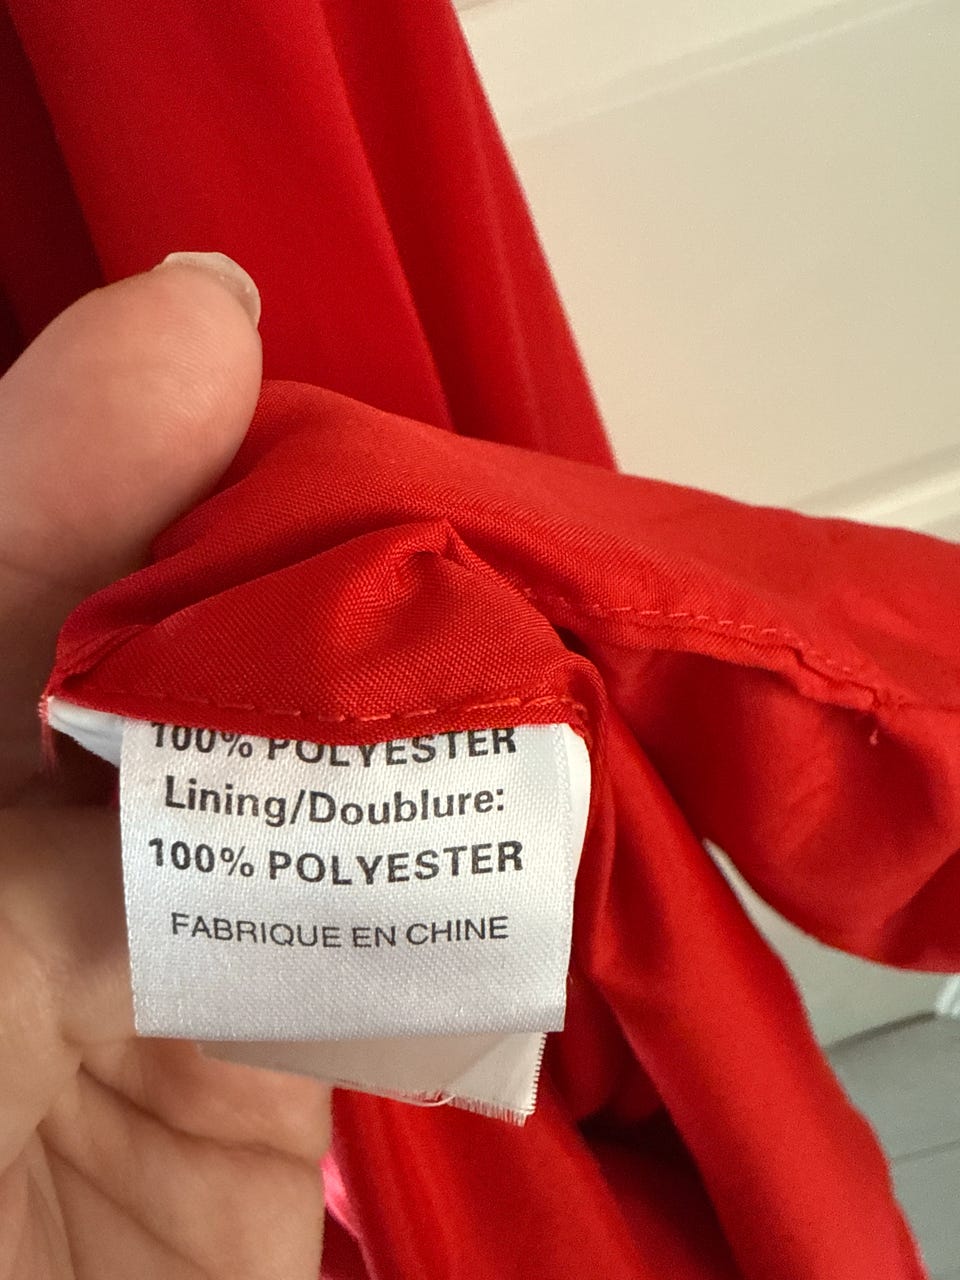 100% POLYESTER
Lining/Doublure:
100% POLYESTER
FABRIQUE EN CHINE